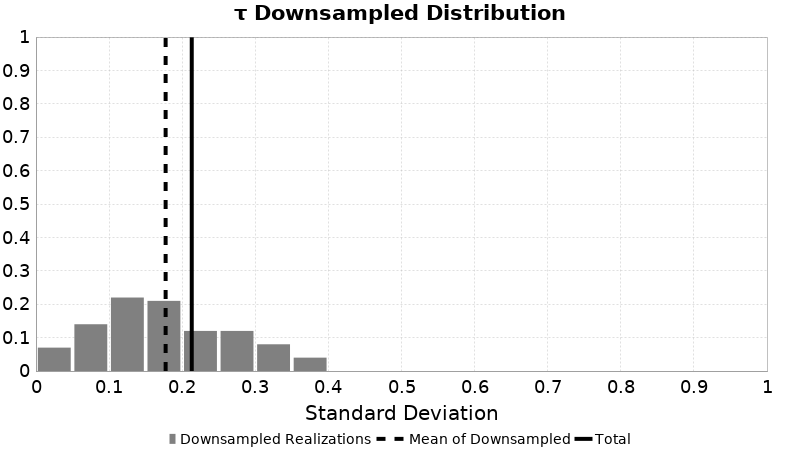 τ Downsampled Distribution
1
0.9
0.8
0.7
0.6
0.5
0.4
0.3
0.2
0.1
0
0 0.1 0.2 0.3 0.4 0.5 0.6 0.7 0.8 0.9 1
Standard Deviation
Downsampled Realizations Mean of Downsampled Total